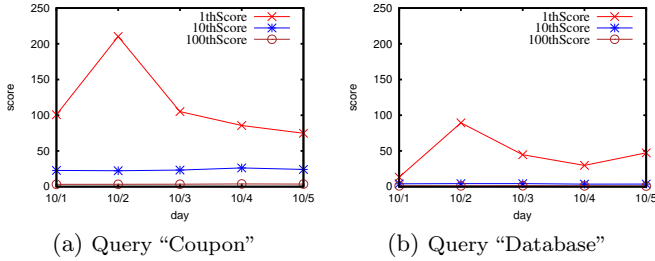 250
200
150
100
50
0
score
10/1 10/2 10/3 10/4 10/5
day
1thScore
10thScore
100thScore
(a) Query “Coupon”
250
200
150
100
50
0
score
10/1 10/2 10/3 10/4 10/5
day
1thScore
10thScore
100thScore
(b) Query “Database”